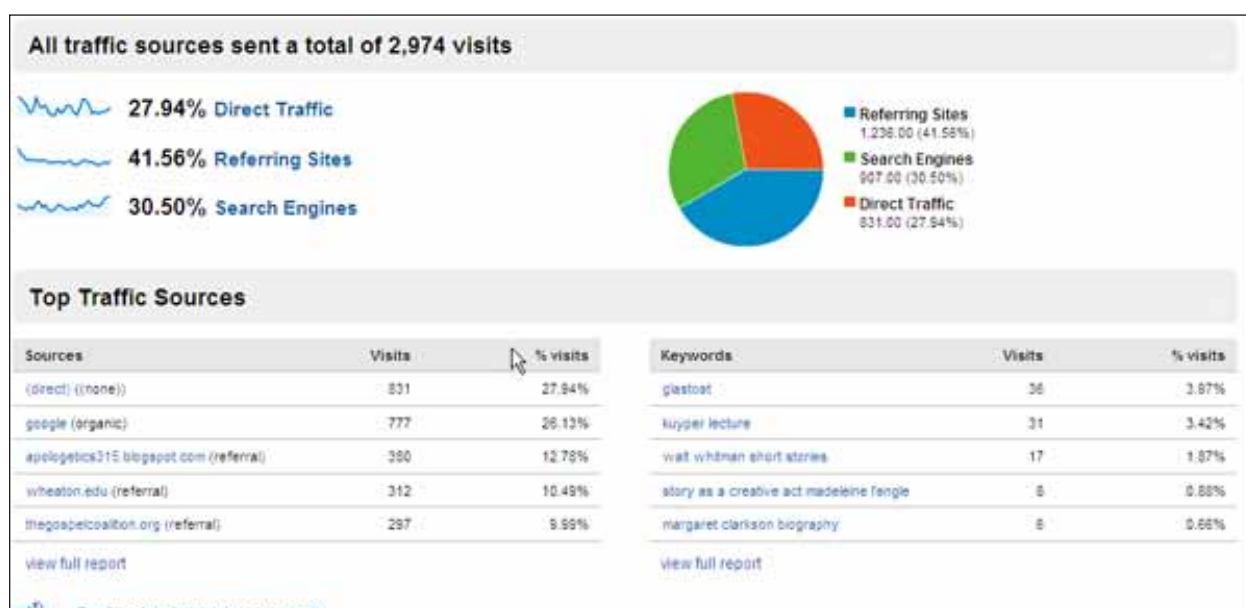 All traffic sources sent a total of 2,974 visits
27.94% Direct Traffic
41.56% Referring Sites
30.50% Search Engines
Referring Sites
1,236.00 (41.56%)
Search Engines
907.00 (30.50%)
Direct Traffic
831.00 (27.94%)
Top Traffic Sources
Sources Visits % visits
(direct) ((none)) 831 27.94%
google (organic) 777 26.13%
apologetics315.blogspot.com (referral) 380 12.78%
wheaton.edu (referral) 312 10.49%
thegospelcoalition.org (referral) 297 9.99%
view full report
Keywords Visits % visits
36 3.97%
kuyper lecture 31 3.42%
walt whitman short stories 17 1.87%
story as a creative act madeleine l'engle 0.88%
margaret clarkson biography 6 0.66%
view full report